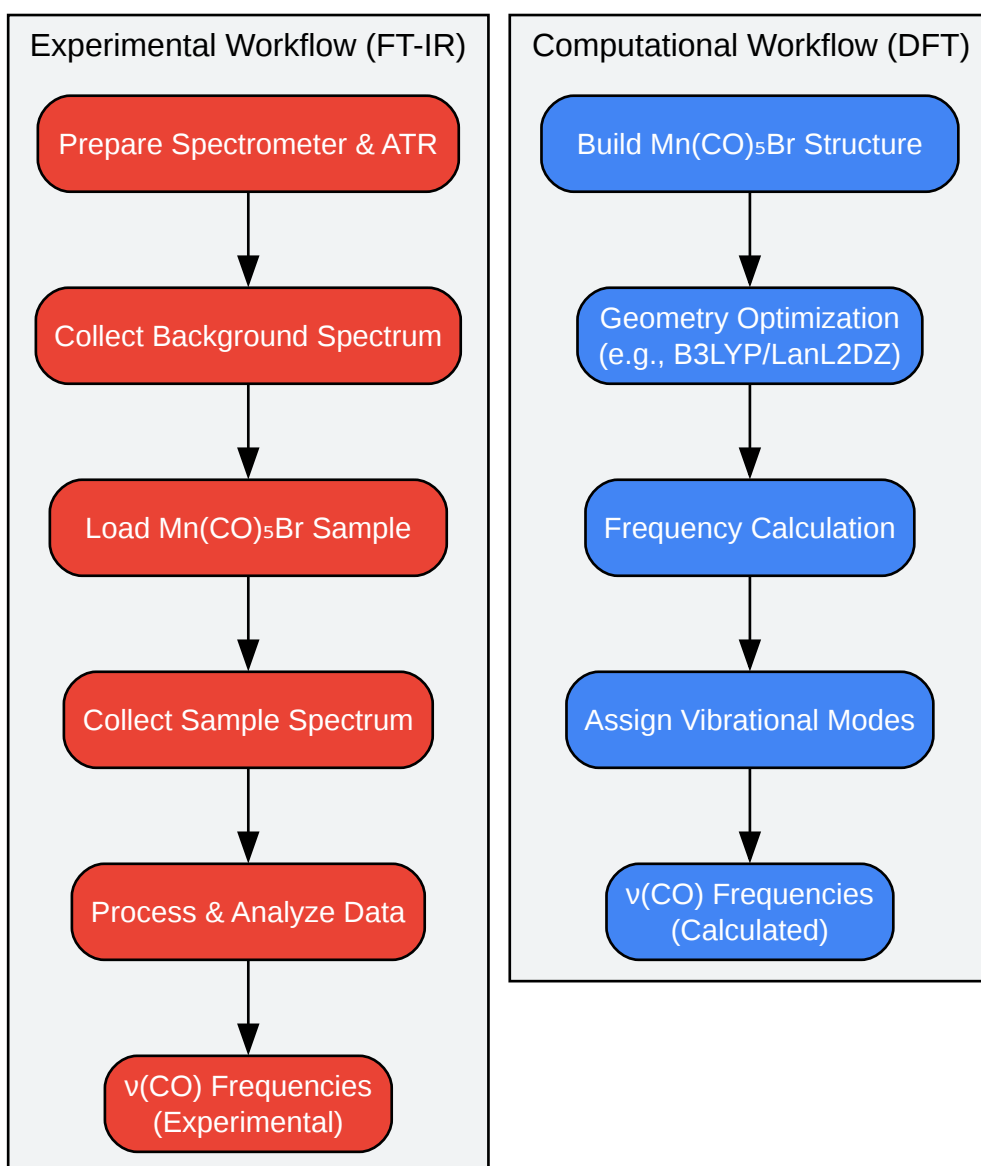 Experimental Workflow (FT-IR)
Prepare Spectrometer & ATR
Collect Background Spectrum
Load Mn(CO)₅Br Sample
Collect Sample Spectrum
Process & Analyze Data
ν(CO) Frequencies
(Experimental)
Computational Workflow (DFT)
Build Mn(CO)₅Br Structure
Geometry Optimization
(e.g., B3LYP/LanL2DZ)
Frequency Calculation
Assign Vibrational Modes
ν(CO) Frequencies
(Calculated)